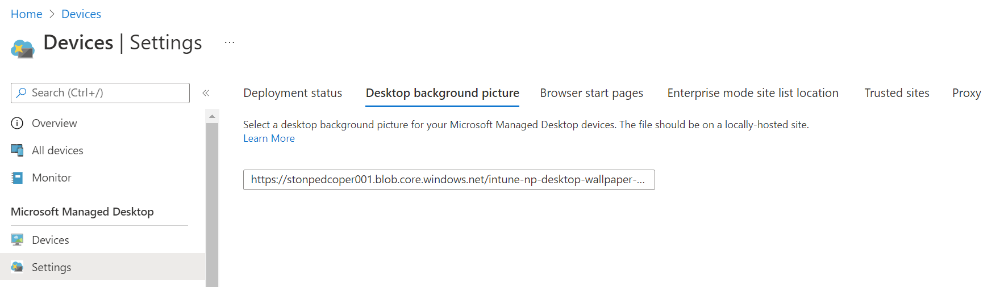 Home > Devices
Devices | Settings ...
Search (Ctrl+/) «
Overview
All devices
Monitor
Microsoft Managed Desktop
Devices
Settings
Deployment status Desktop background picture Browser start pages Enterprise mode site list location Trusted sites Proxy
Select a desktop background picture for your Microsoft Managed Desktop devices. The file should be on a locally-hosted site.
Learn More
https://stonpedcoper001.blob.core.windows.net/intune-np-desktop-wallpaper-...